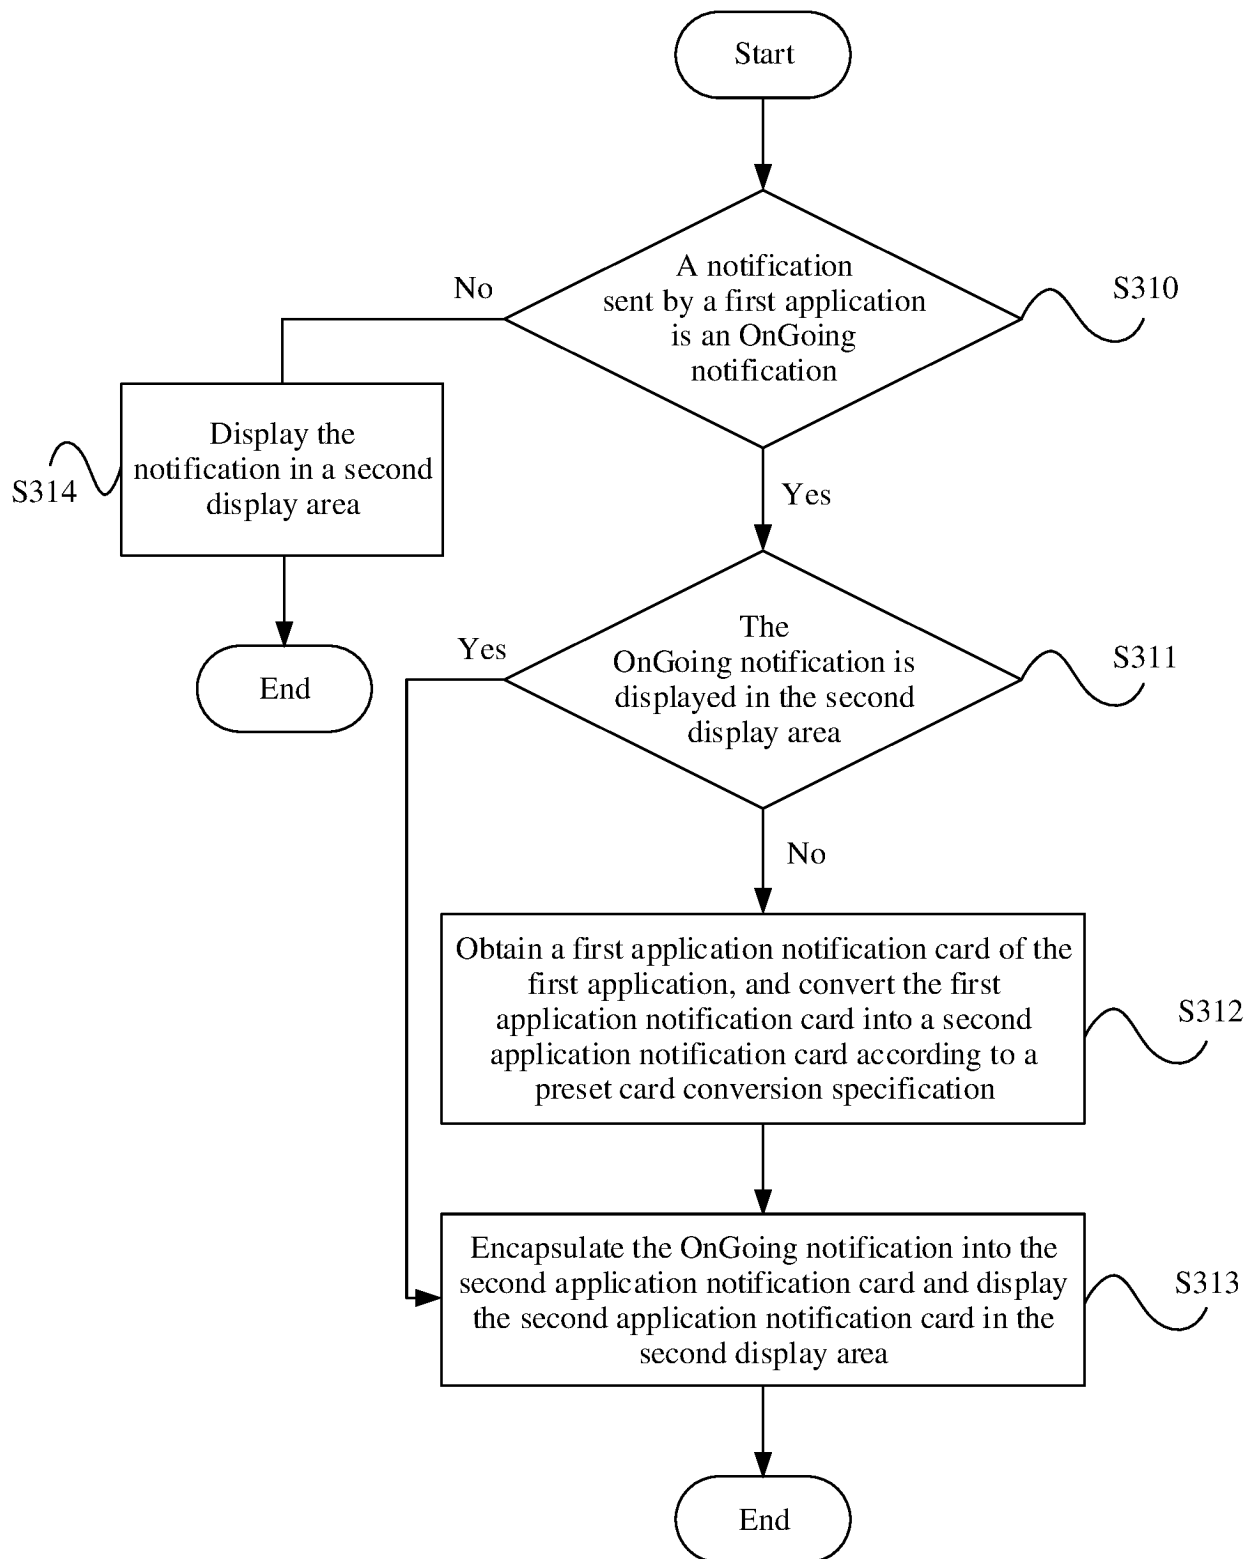 Start
A notification
sent by a first application
is an OnGoing
notification
S310
No
Display the
notification in a second
display area
S314
Yes
End
The
OnGoing notification is
displayed in the second
display area
S311
Yes
No
Obtain a first application notification card of the
first application, and convert the first
application notification card into a second
application notification card according to a
preset card conversion specification
S312
Encapsulate the OnGoing notification into the
second application notification card and display
the second application notification card in the
second display area
S313
End